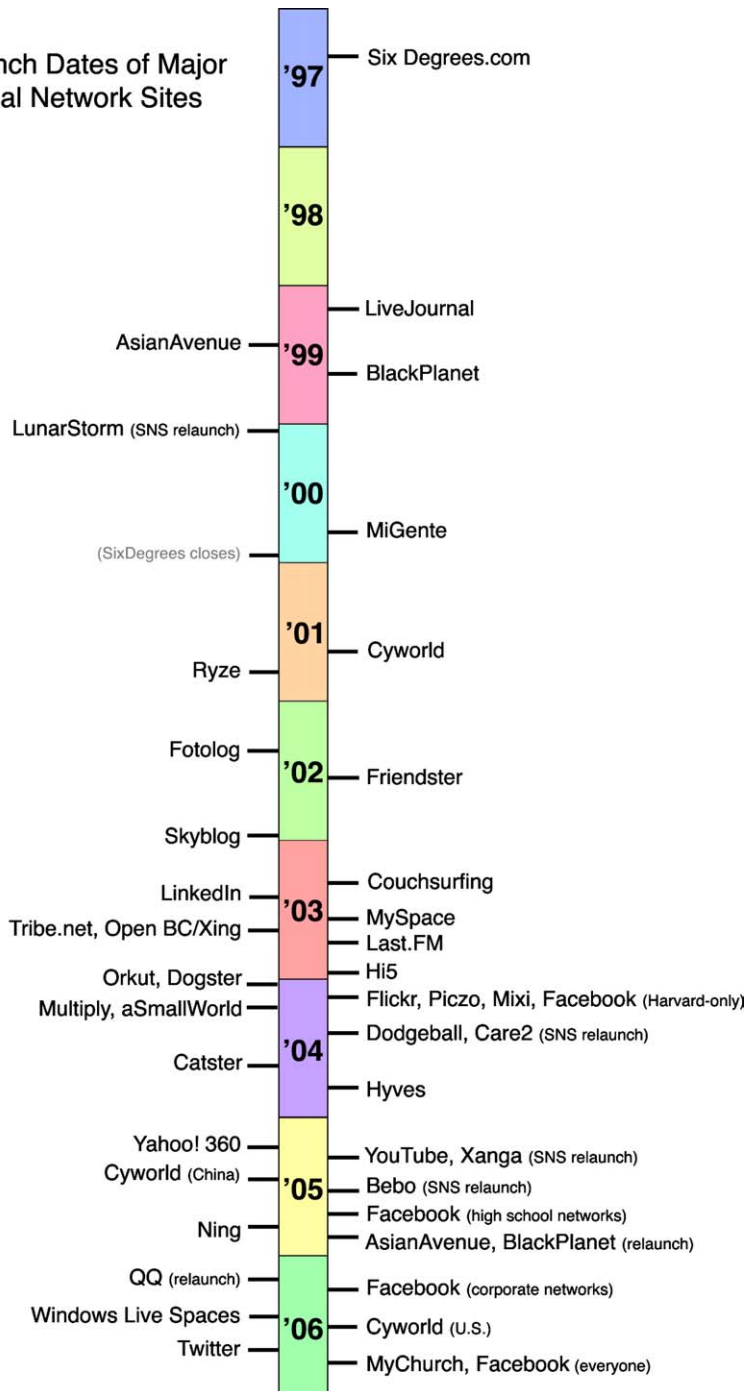 nch Dates of Major
al Network Sites
'97
Six Degrees.com
'98
LiveJournal
AsianAvenue
'99
BlackPlanet
LunarStorm (SNS relaunch)
'00
MiGente
(SixDegrees closes)
'01
Cyworld
Ryze
Fotolog
'02
Friendster
Skyblog
Couchsurfing
LinkedIn
'03
MySpace
Tribe.net, Open BC/Xing
Last.FM
Hi5
Orkut, Dogster
Flickr, Piczo, Mixi, Facebook (Harvard-only)
Multiply, aSmallWorld
Dodgeball, Care2 (SNS relaunch)
'04
Catster
Hyves
Yahoo! 360
YouTube, Xanga (SNS relaunch)
Cyworld (China)
'05
Bebo (SNS relaunch)
Facebook (high school networks)
Ning
AsianAvenue, BlackPlanet (relaunch)
QQ (relaunch)
Facebook (corporate networks)
Windows Live Spaces
'06
Cyworld (U.S.)
Twitter
MyChurch, Facebook (everyone)